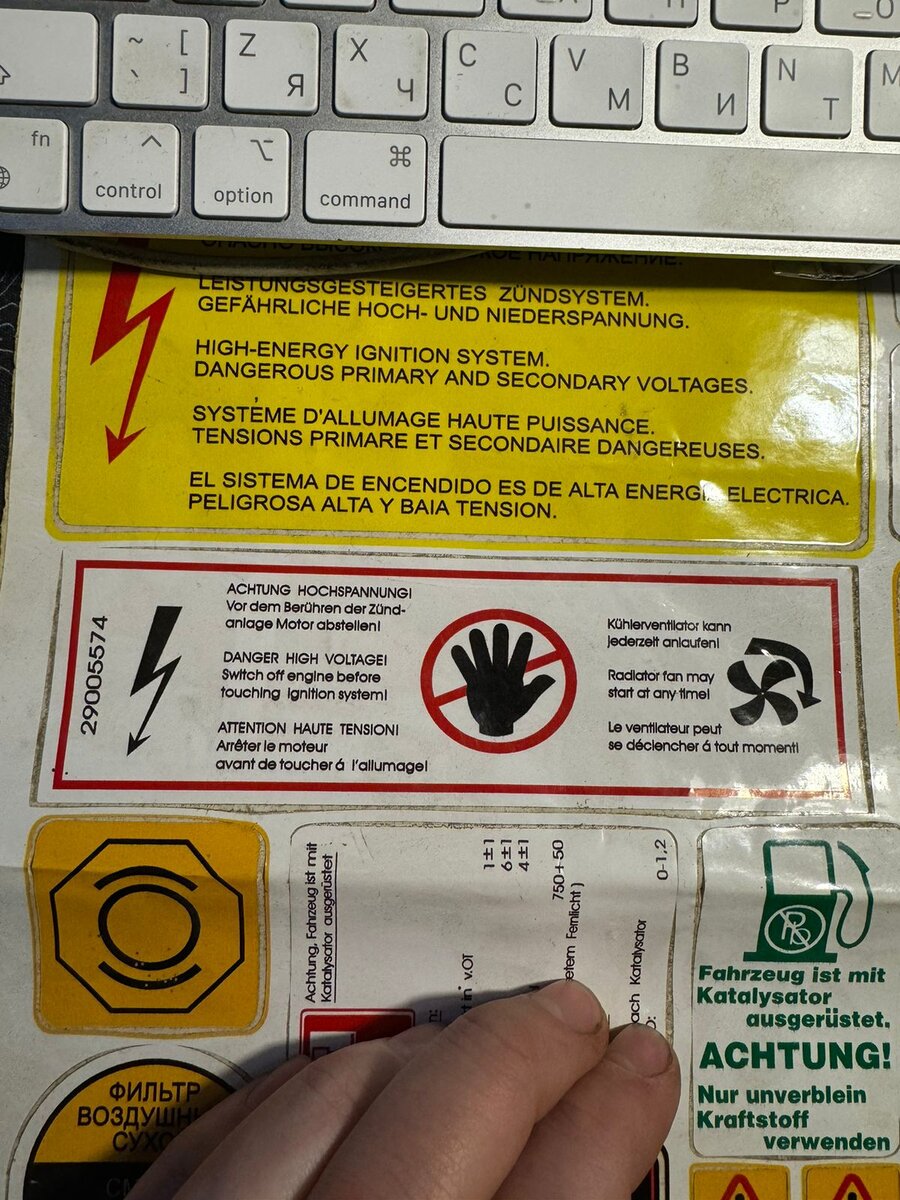 ~ [
` ]
Z Я
X Ч
C С
V М
B И
N Т
M
P
fn
control
option
⌘
command
НАПРЯЖЕНИЕ.
LEISTUNGSGESTEIGERTES ZÜNDSYSTEM.
GEFÄHRLICHE HOCH- UND NIEDERSPANNUNG.
HIGH-ENERGY IGNITION SYSTEM.
DANGEROUS PRIMARY AND SECONDARY VOLTAGES.
SYSTÉME D'ALLUMAGE HAUTE PUISSANCE.
TENSIONS PRIMARE ET SECONDAIRE DANGEREUSES.
EL SISTEMA DE ENCENDIDO ES DE ALTA ENERGIA ELECTRICA.
PELIGROSA ALTA Y BAIA TENSION.
29005574
ACHTUNG HOCHSPANNUNG!
Vor dem Berühren der Zünd-
anlage Motor abstellen!
DANGER HIGH VOLTAGE!
Switch off engine before
touching ignition system!
ATTENTION HAUTE TENSION!
Arrêter le moteur
avant de toucher á l'allumage!
Kühlerventilator kann
jederzeit anlaufen!
Radiator fan may
start at any time!
Le ventilateur peut
se déclencher á tout moment!
Achtung, Fahrzeug ist mit
Katalysator ausgerüstet
v.OT
1±1
6±1
4±1
750+50
Fernlicht )
Katalysator
0-1,2
Pb
Fahrzeug ist mit
Katalysator
ausgerüstet.
ACHTUNG!
Nur unverblein
Kraftstoff
verwenden
ФИЛЬТР